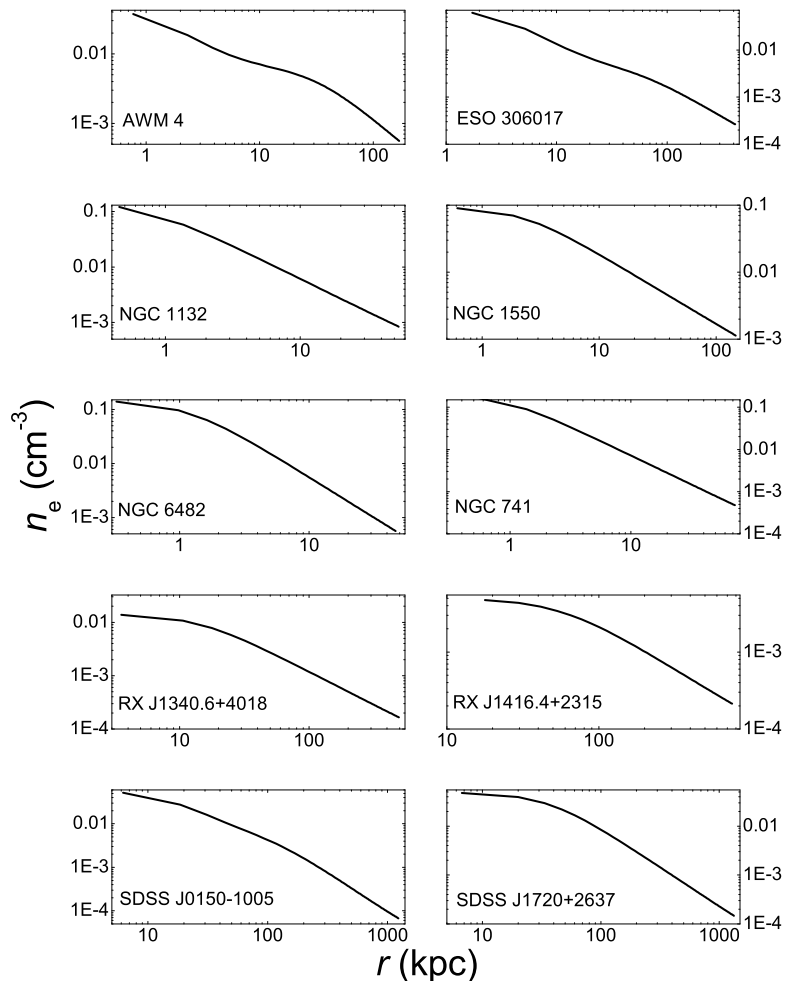 0.01
1E-3
AWM 4
1 10 100
0.01
1E-3
1E-4
ESO 306017
1 10 100
0.1
0.01
1E-3
NGC 1132
1 10
0.1
0.01
1E-3
NGC 1550
1 10 100
0.1
0.01
1E-3
NGC 6482
1 10
0.1
0.01
1E-3
1E-4
NGC 741
1 10
0.01
1E-3
1E-4
RX J1340.6+4018
10 100
1E-3
1E-4
RX J1416.4+2315
10 100
0.01
1E-3
1E-4
SDSS J0150-1005
10 100 1000
0.01
1E-3
1E-4
SDSS J1720+2637
10 100 1000
nₑ (cm⁻³)
r (kpc)